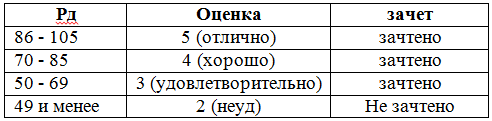 Рд Оценка зачет
86 - 105 5 (отлично) зачтено
70 - 85 4 (хорошо) зачтено
50 - 69 3 (удовлетворительно) зачтено
49 и менее 2 (неуд) Не зачтено